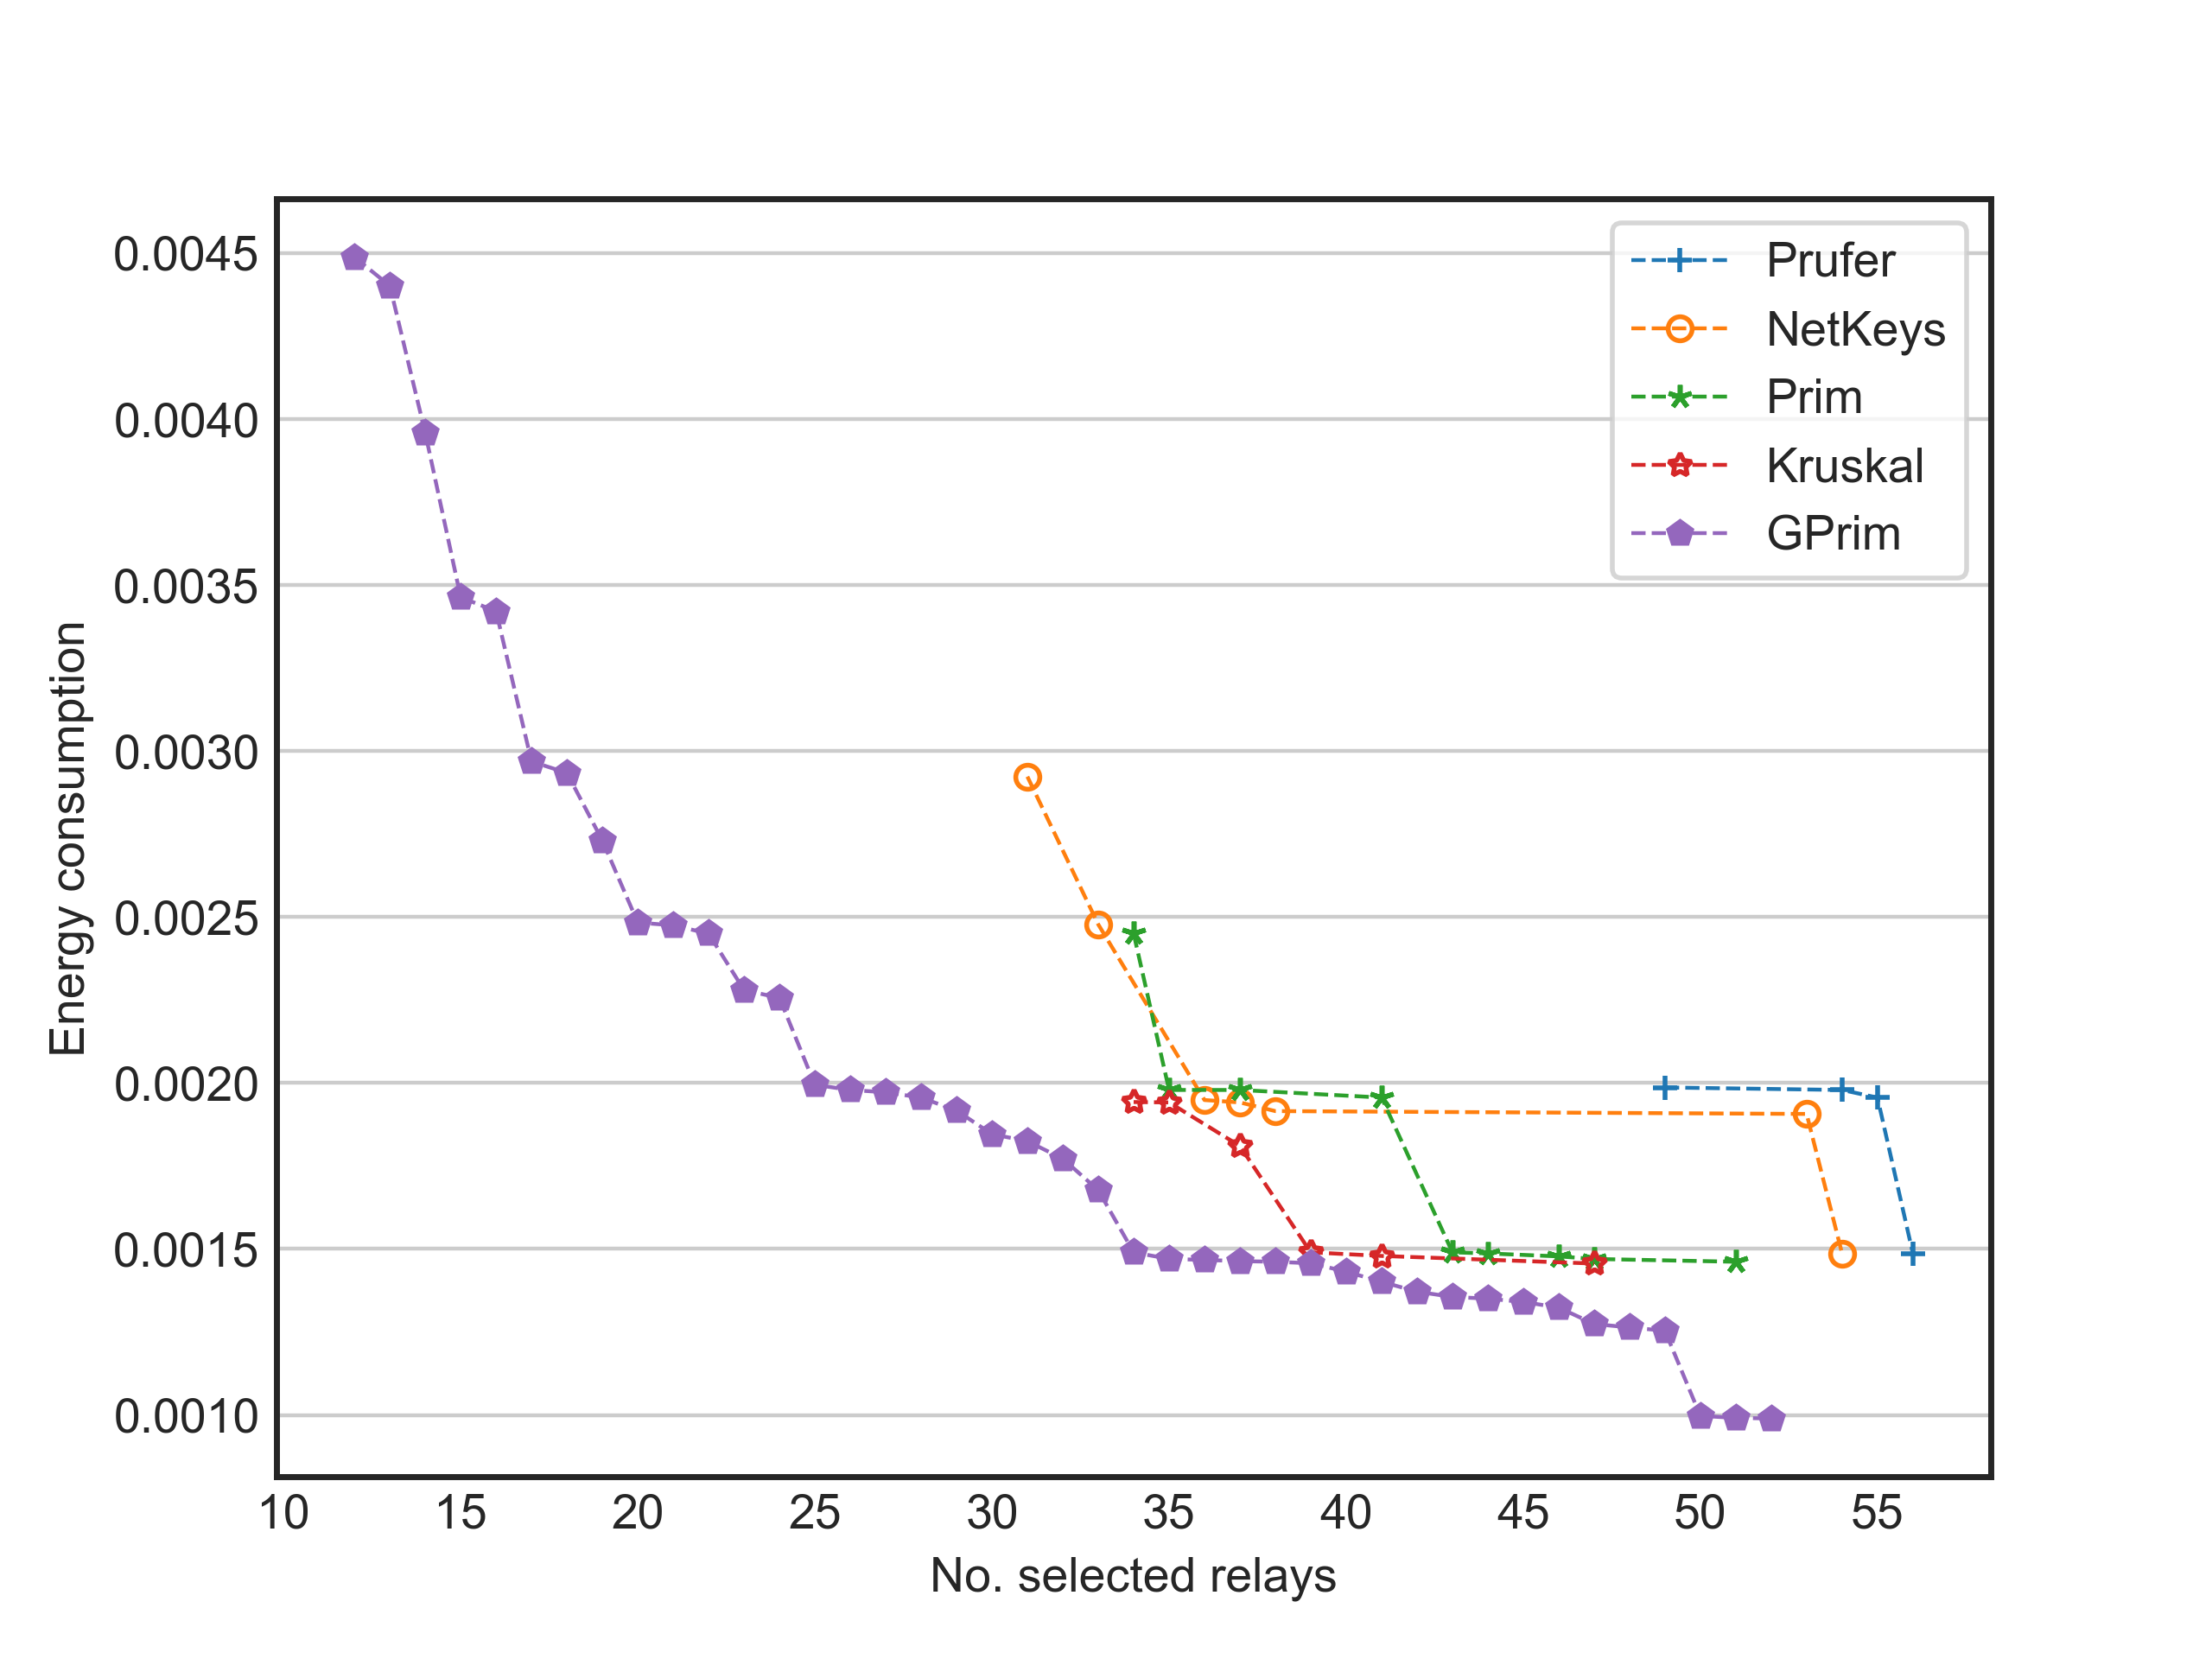 Energy consumption
0.0045
0.0040
0.0035
0.0030
0.0025
0.0020
0.0015
0.0010
Prufer
NetKeys
Prim
Kruskal
GPrim
10 15 20 25 30 35 40 45 50 55
No. selected relays